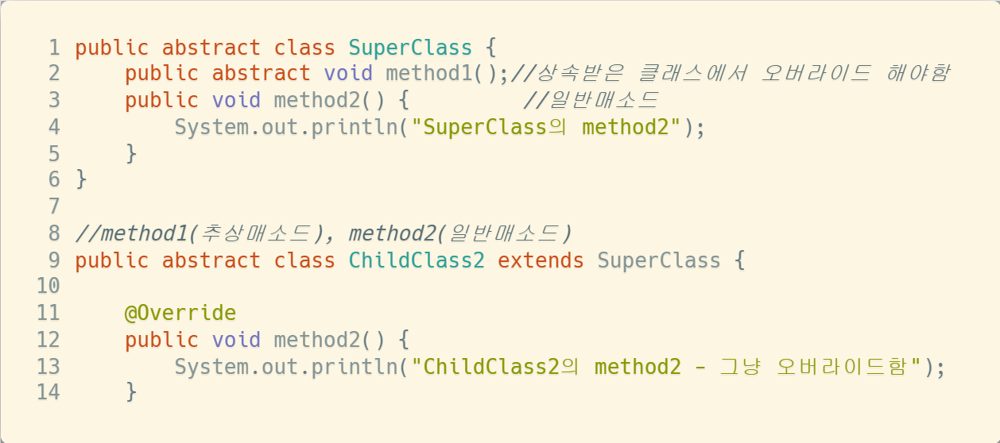 1 public abstract class SuperClass {
2     public abstract void method1();//상속받은 클래스에서 오버라이드 해야함
3     public void method2() {         //일반매소드
4         System.out.println("SuperClass의 method2");
5     }
6 }
7
8 //method1(추상매소드), method2(일반매소드)
9 public abstract class ChildClass2 extends SuperClass {
10
11     @Override
12     public void method2() {
13         System.out.println("ChildClass2의 method2 - 그냥 오버라이드함");
14     }